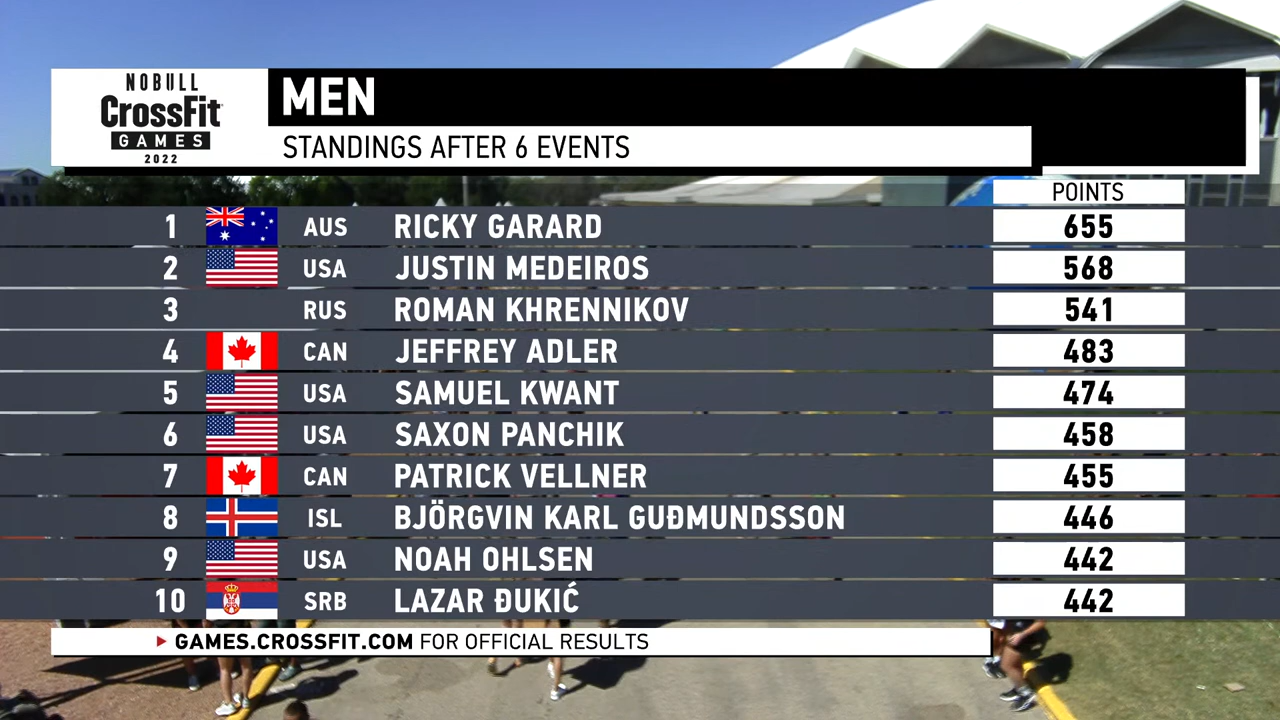 NOBULL
CrossFit
GAMES
2022
MEN
STANDINGS AFTER 6 EVENTS
POINTS
1 AUS RICKY GARARD 655
2 USA JUSTIN MEDEIROS 568
3 RUS ROMAN KHRENNIKOV 541
4 CAN JEFFREY ADLER 483
5 USA SAMUEL KWANT 474
6 USA SAXON PANCHIK 458
7 CAN PATRICK VELLNER 455
8 ISL BJÖRGVIN KARL GUÐMUNDSSON 446
9 USA NOAH OHLSEN 442
10 SRB LAZAR ĐUKIĆ 442
GAMES.CROSSFIT.COM FOR OFFICIAL RESULTS